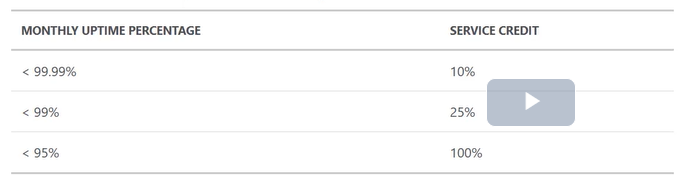 MONTHLY UPTIME PERCENTAGE SERVICE CREDIT
< 99.99% 10%
< 99% 25%
< 95% 100%